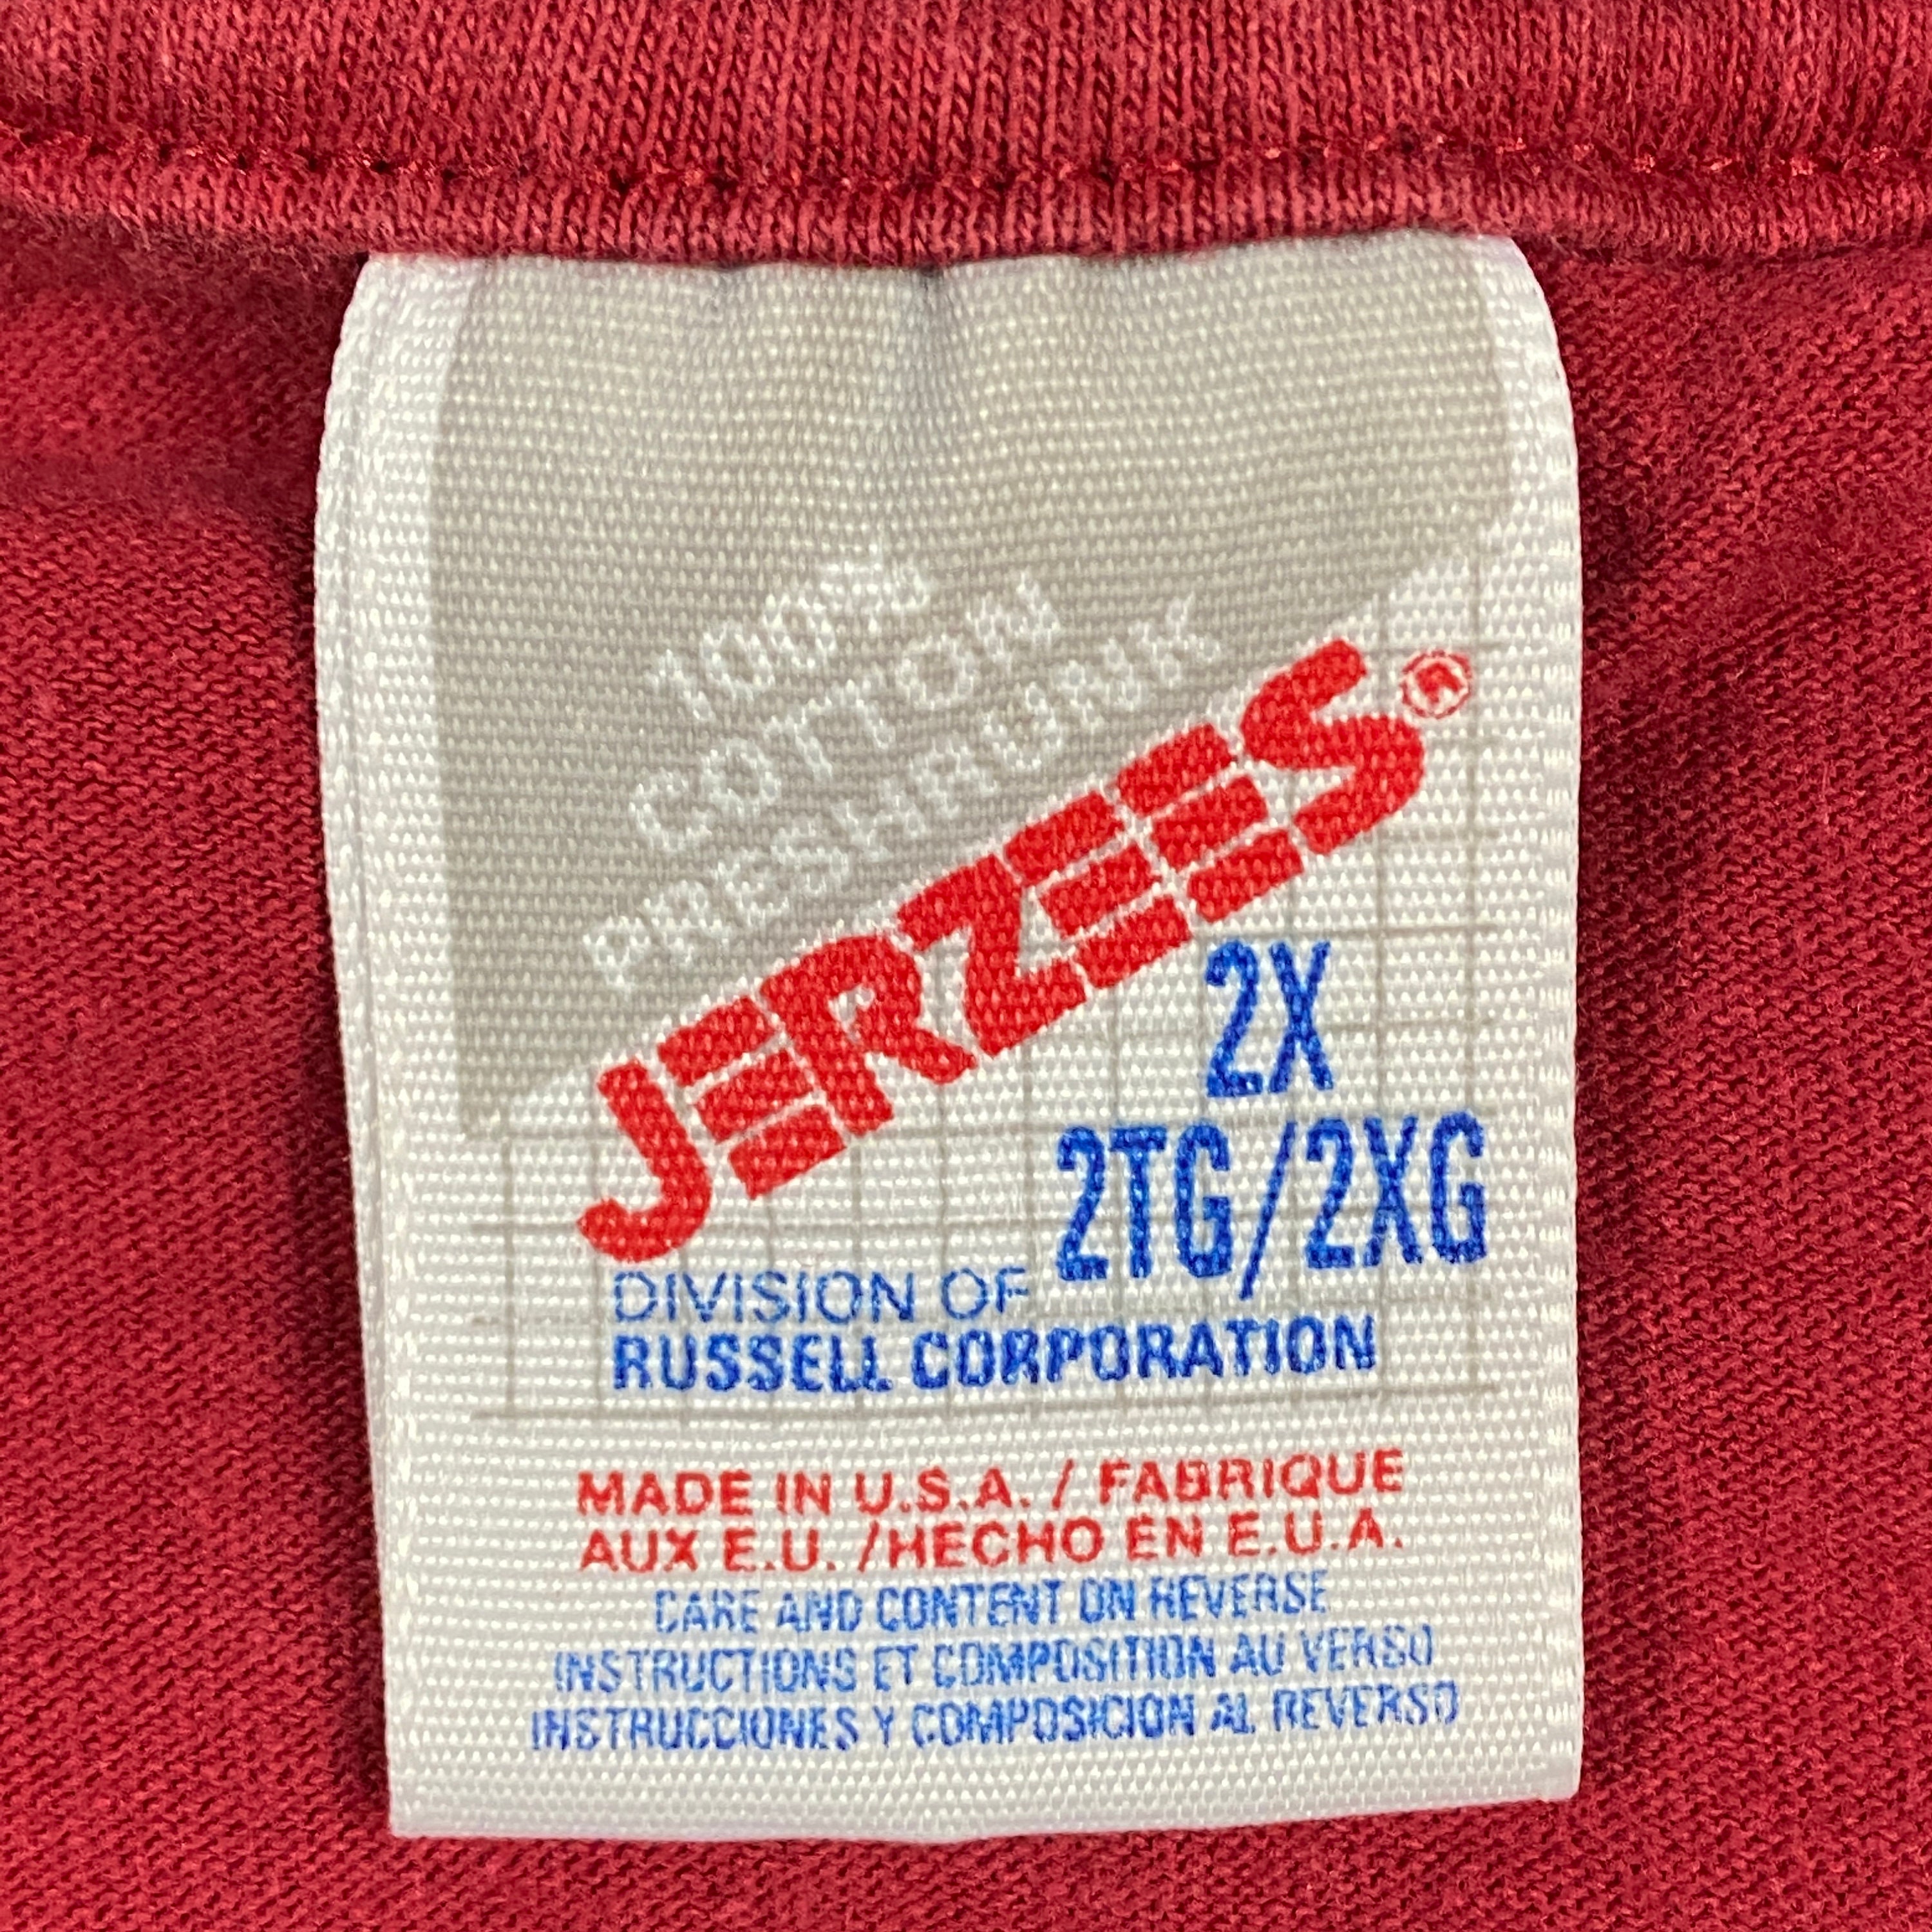 100%
COTTON
PRESHRUNK
JERZEES®
2X
2TG/2XG
DIVISION OF
RUSSELL CORPORATION
MADE IN U.S.A. / FABRIQUE
AUX E.U. /HECHO EN E.U.A.
CARE AND CONTENT ON REVERSE
INSTRUCTIONS ET COMPOSITION AU VERSO
INSTRUCCIONES Y COMPOSICION AL REVERSO